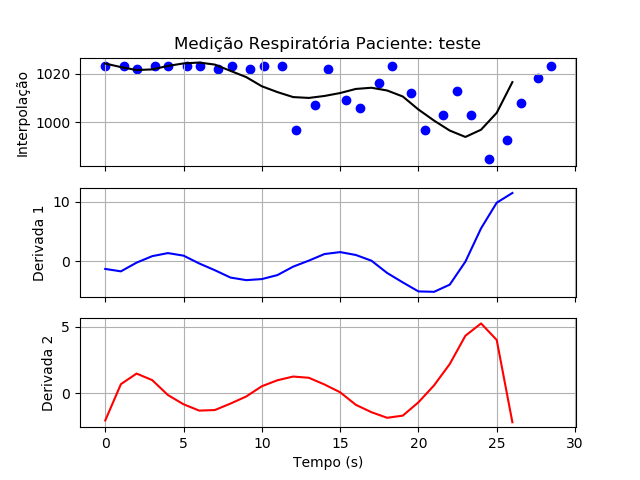 Medição Respiratória Paciente: teste
1020
1000
Interpolação
10
0
Derivada 1
5
0
Derivada 2
0 5 10 15 20 25 30
Tempo (s)